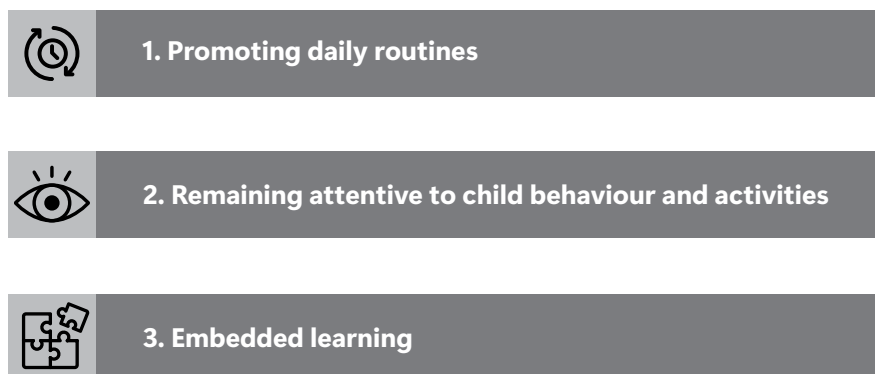 1. Promoting daily routines
2. Remaining attentive to child behaviour and activities
3. Embedded learning